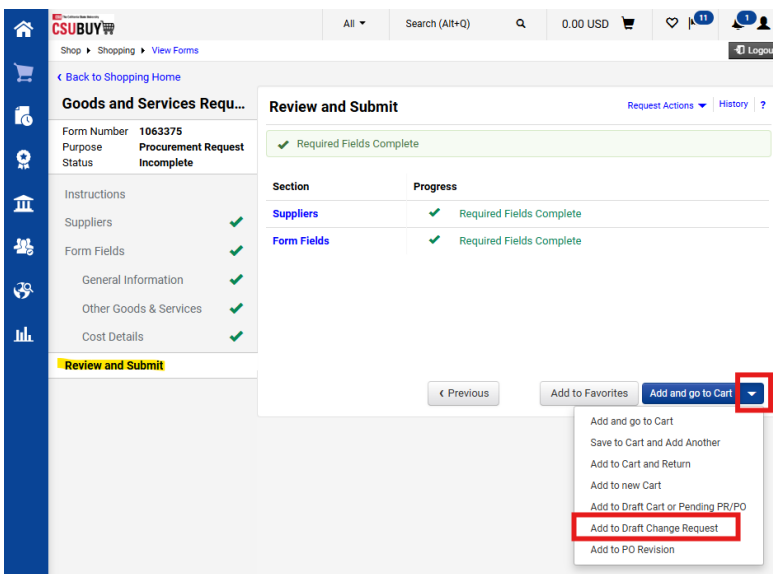 CSUBUY
All
Search (Alt+Q)
0.00 USD
11
1
Shop
Shopping
View Forms
Logou
Back to Shopping Home
Goods and Services Requ...
Form Number 1063375
Purpose Procurement Request
Status Incomplete
Instructions
Suppliers
Form Fields
General Information
Other Goods & Services
Cost Details
Review and Submit
Review and Submit
Request Actions
History
?
Required Fields Complete
Section Progress
Suppliers Required Fields Complete
Form Fields Required Fields Complete
Previous
Add to Favorites
Add and go to Cart
Add and go to Cart
Save to Cart and Add Another
Add to Cart and Return
Add to new Cart
Add to Draft Cart or Pending PR/PO
Add to Draft Change Request
Add to PO Revision